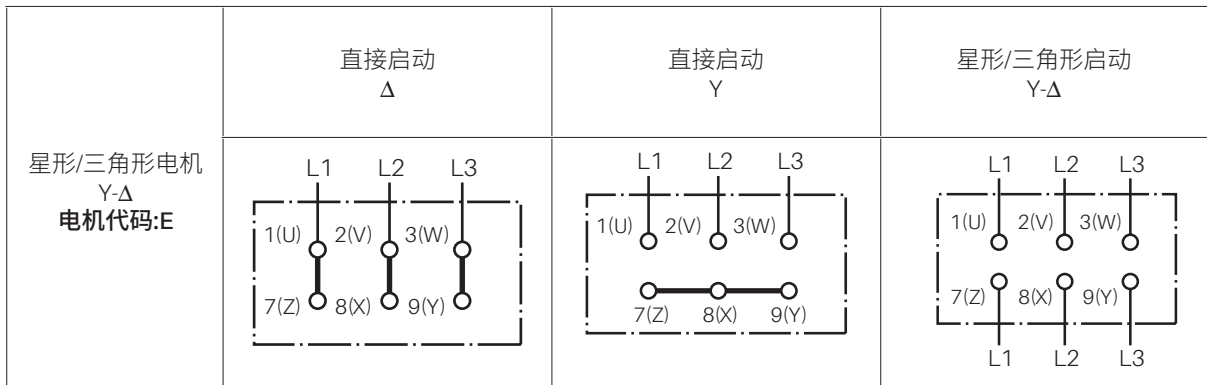 直接启动
Δ
直接启动
Y
星形/三角形启动
Y-Δ
星形/三角形电机
Y-Δ
电机代码:E
L1 L2 L3
1(U) 2(V) 3(W)
7(Z) 8(X) 9(Y)
L1 L2 L3
1(U) 2(V) 3(W)
7(Z) 8(X) 9(Y)
L1 L2 L3
1(U) 2(V) 3(W)
7(Z) 8(X) 9(Y)
L1 L2 L3